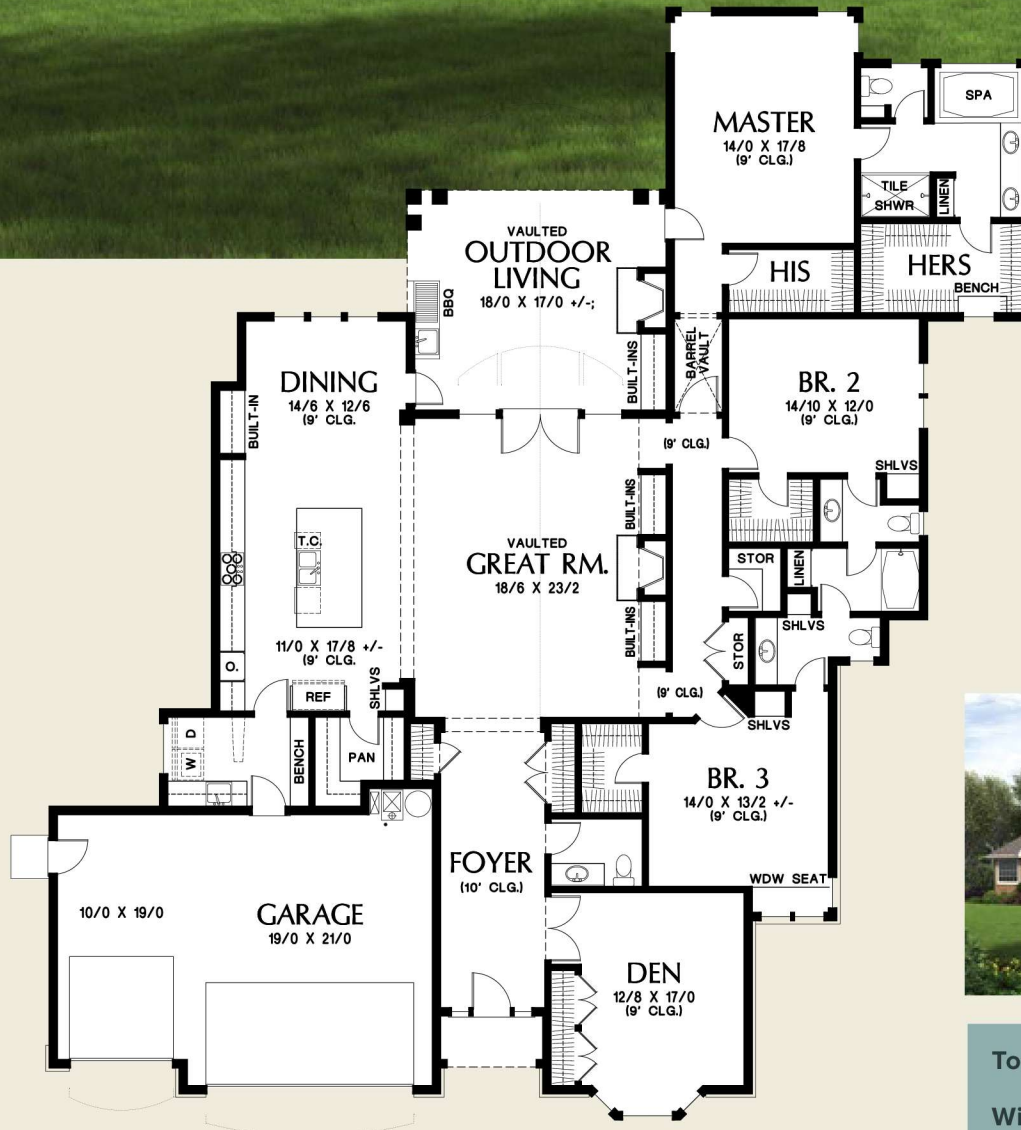 MASTER
14/0 X 17/8
(9' CLG.)
SPA
TILE
SHWR
LINEN
VAULTED
OUTDOOR
LIVING
18/0 X 17/0 +/-;
BBQ
BUILT-INS
HIS
HERS
BENCH
BARREL
VAULT
DINING
14/6 X 12/6
(9' CLG.
BUILT-IN
BR. 2
14/10 X 12/0
(9' CLG.)
SHLVS
(9' CLG.)
BUILT-INS
VAULTED
GREAT RM.
18/6 X 23/2
BUILT-INS
T.C.
11/0 X 17/8 +/-
(9' CLG.
O.
REF
SHLVS
STOR
LINEN
SHLVS
STOR
(9' CLG.)
SHLVS
W D
BENCH
PAN
BR. 3
14/0 X 13/2 +/-
(9' CLG.)
WDW SEAT
FOYER
(10' CLG.)
10/0 X 19/0
GARAGE
19/0 X 21/0
DEN
12/8 X 17/0
(9' CLG.)
To
Wi